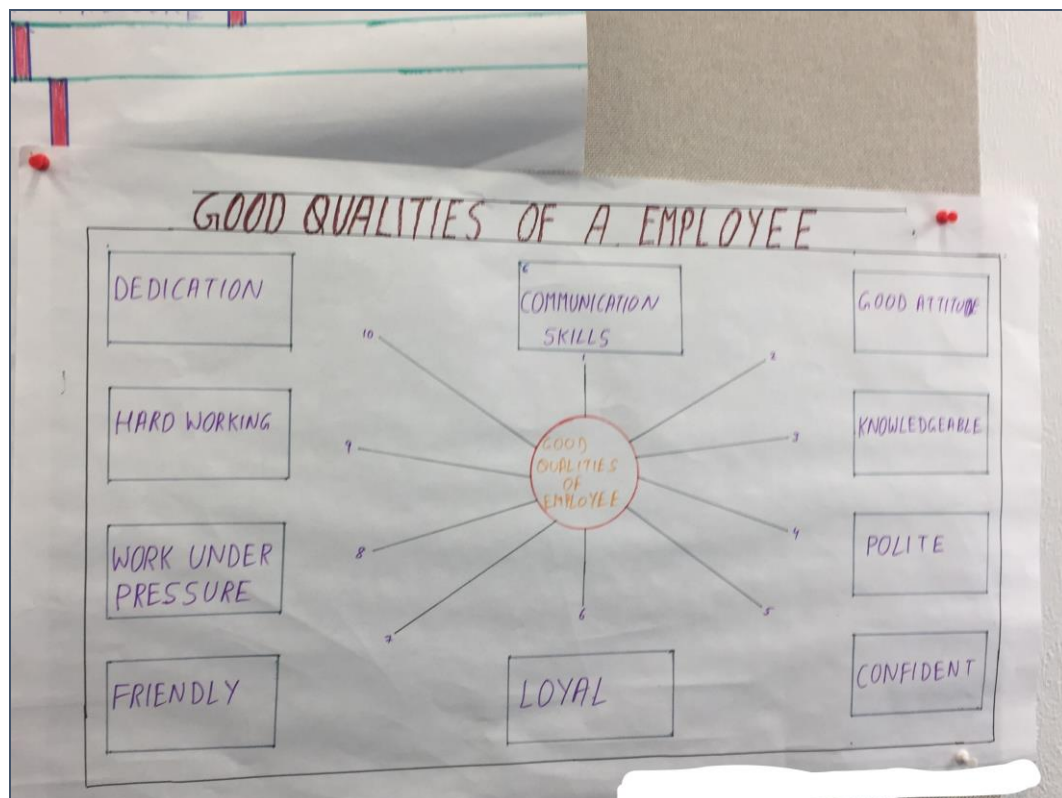 GOOD QUALITIES OF A EMPLOYEE
DEDICATION
COMMUNICATION
SKILLS
GOOD ATTITUDE
10
1
2
HARD WORKING
KNOWLEDGEABLE
9
GOOD
QUALITIES
OF
EMPLOYEE
3
WORK UNDER
PRESSURE
8
4
POLITE
7
6
5
FRIENDLY
LOYAL
CONFIDENT